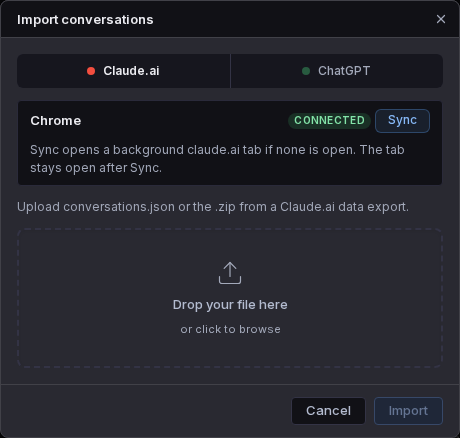 Import conversations
Claude.ai
ChatGPT
Chrome
CONNECTED
Sync
Sync opens a background claude.ai tab if none is open. The tab
stays open after Sync.
Upload conversations.json or the .zip from a Claude.ai data export.
Drop your file here
or click to browse
Cancel
Import